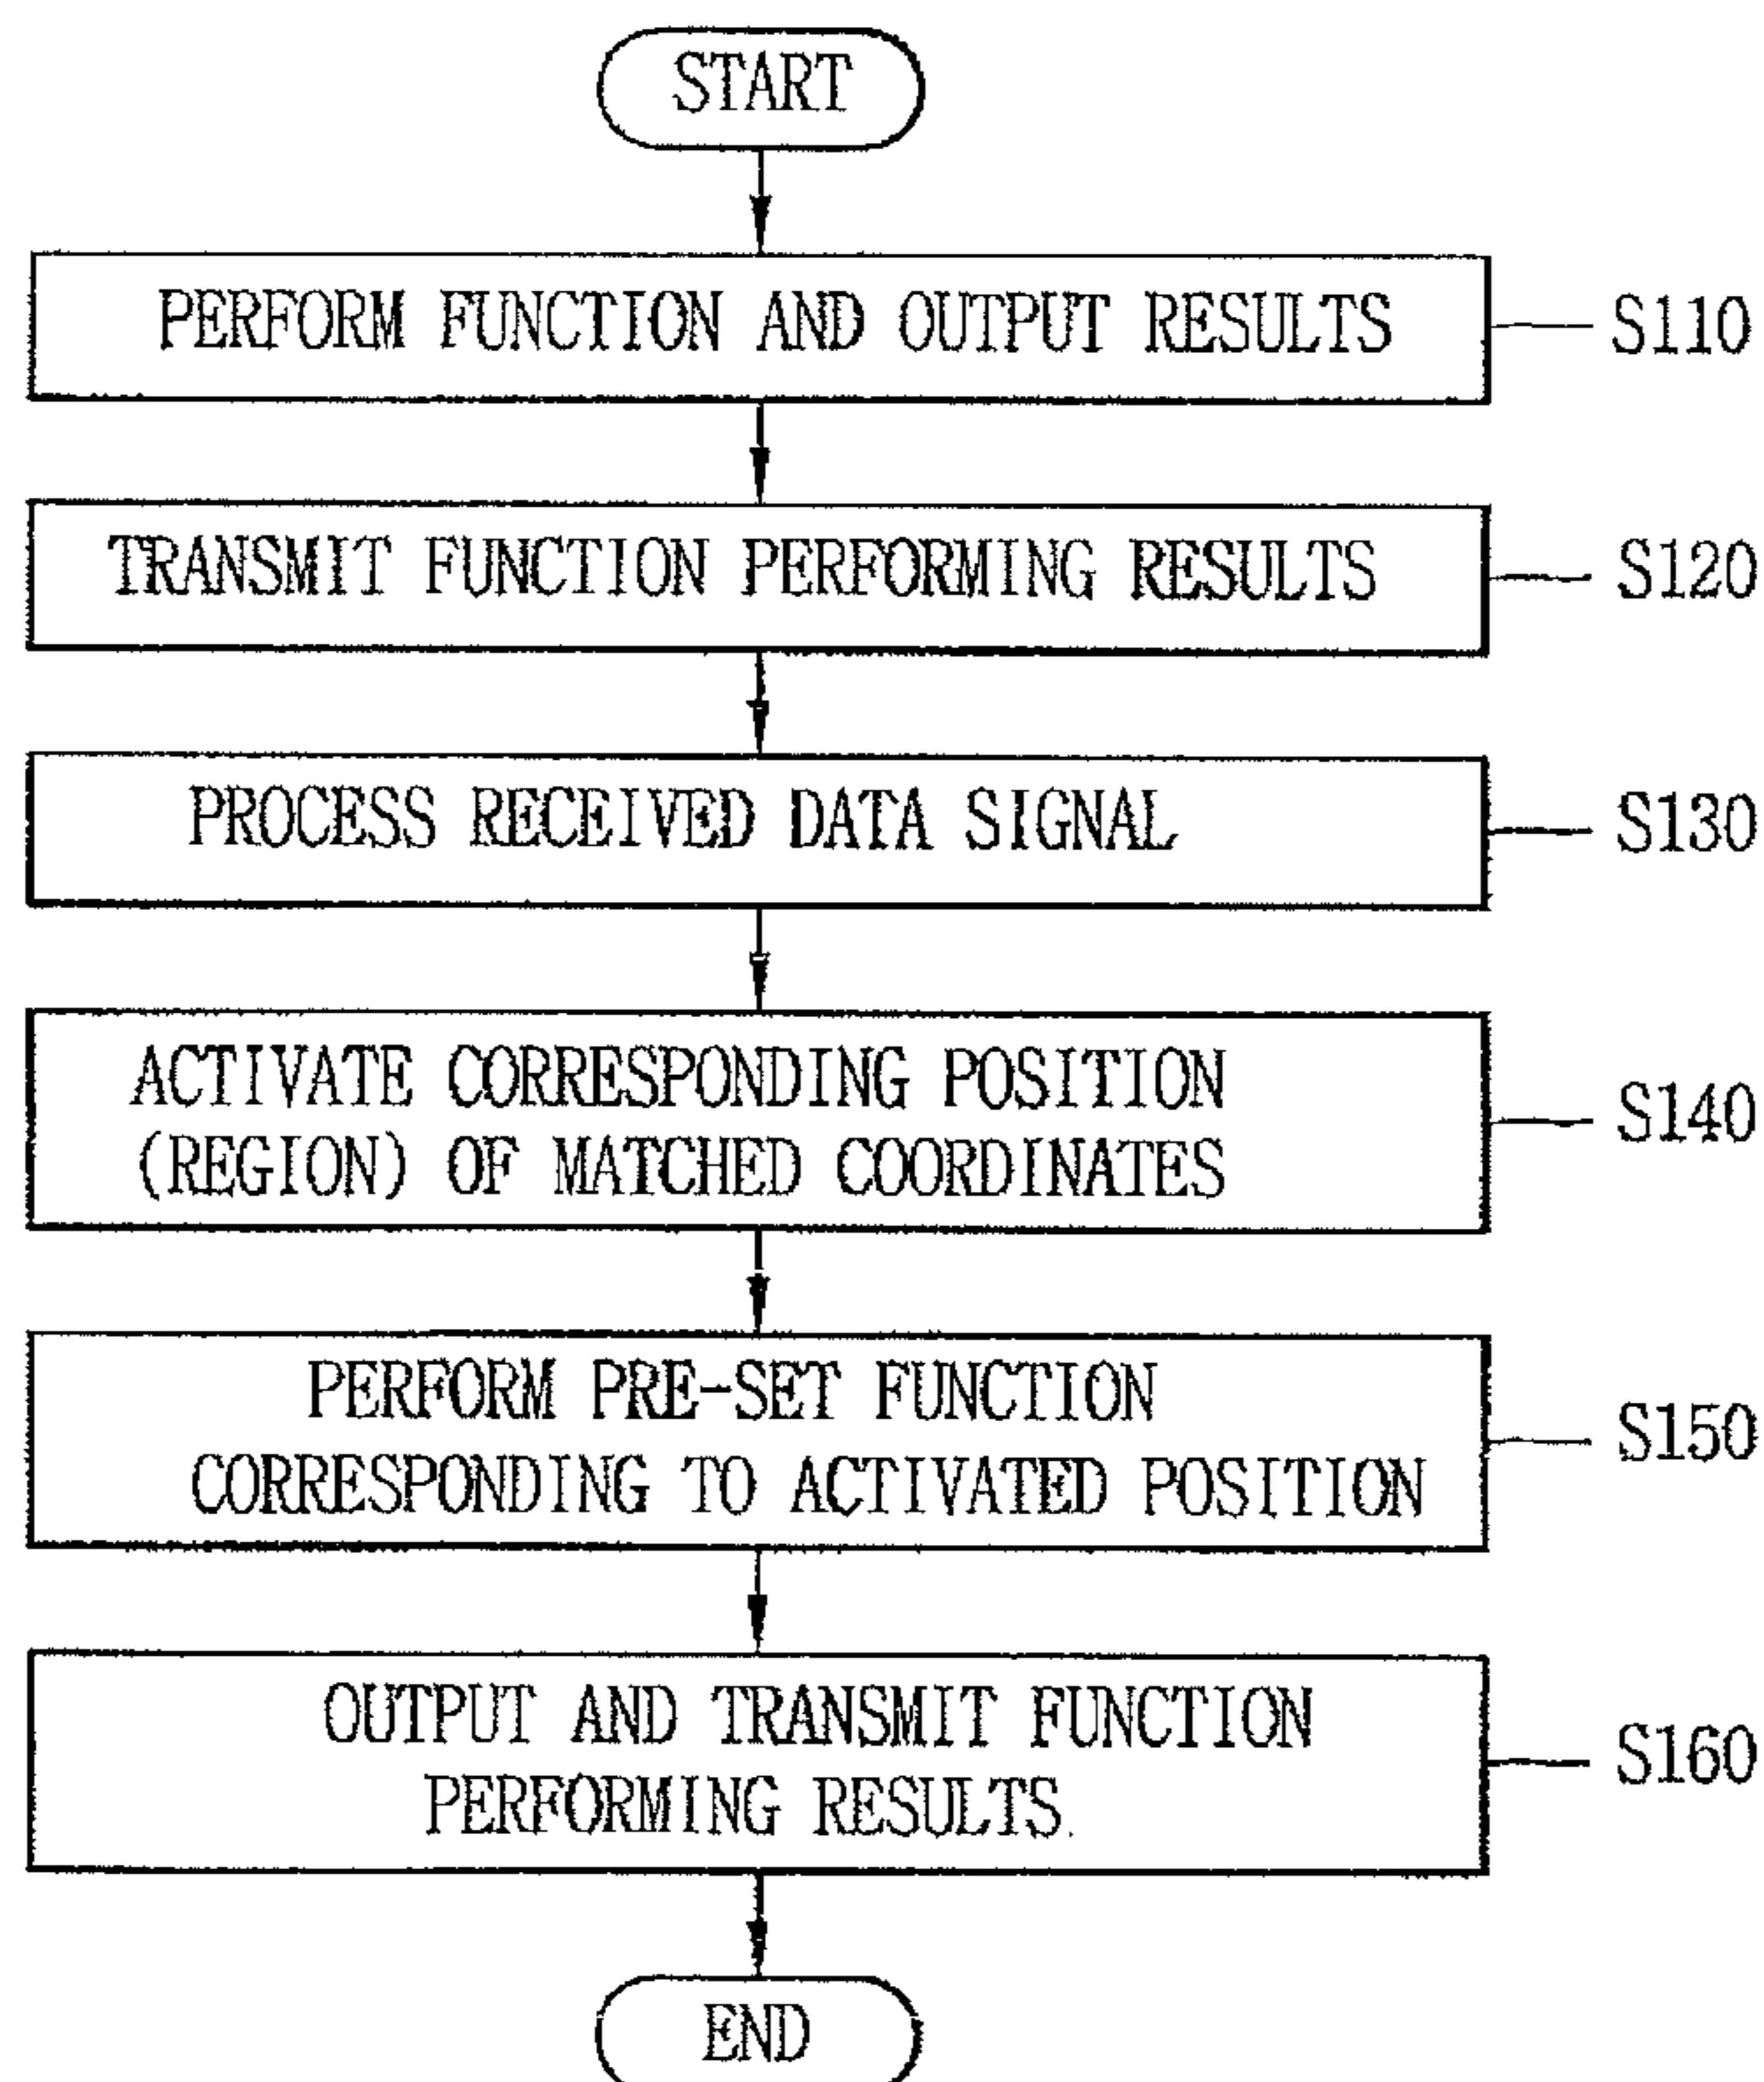 START
PERFORM FUNCTION AND OUTPUT RESULTS
S110
TRANSMIT FUNCTION PERFORMING RESULTS
S120
PROCESS RECEIVED DATA SIGNAL
S130
ACTIVATE CORRESPONDING POSITION
(REGION) OF MATCHED COORDINATES
S140
PERFORM PRE-SET FUNCTION
CORRESPONDING TO ACTIVATED POSITION
S150
OUTPUT AND TRANSMIT FUNCTION
PERFORMING RESULTS
S160
END